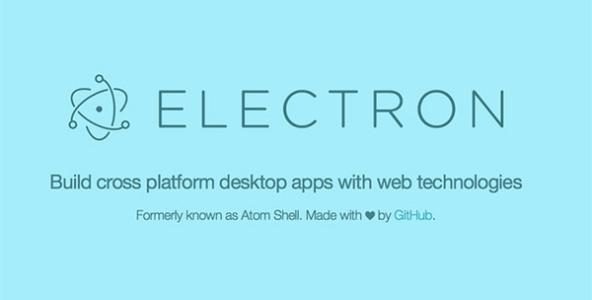 ELECTRON
Build cross platform desktop apps with web technologies
Formerly known as Atom Shell. Made with ♥ by GitHub.